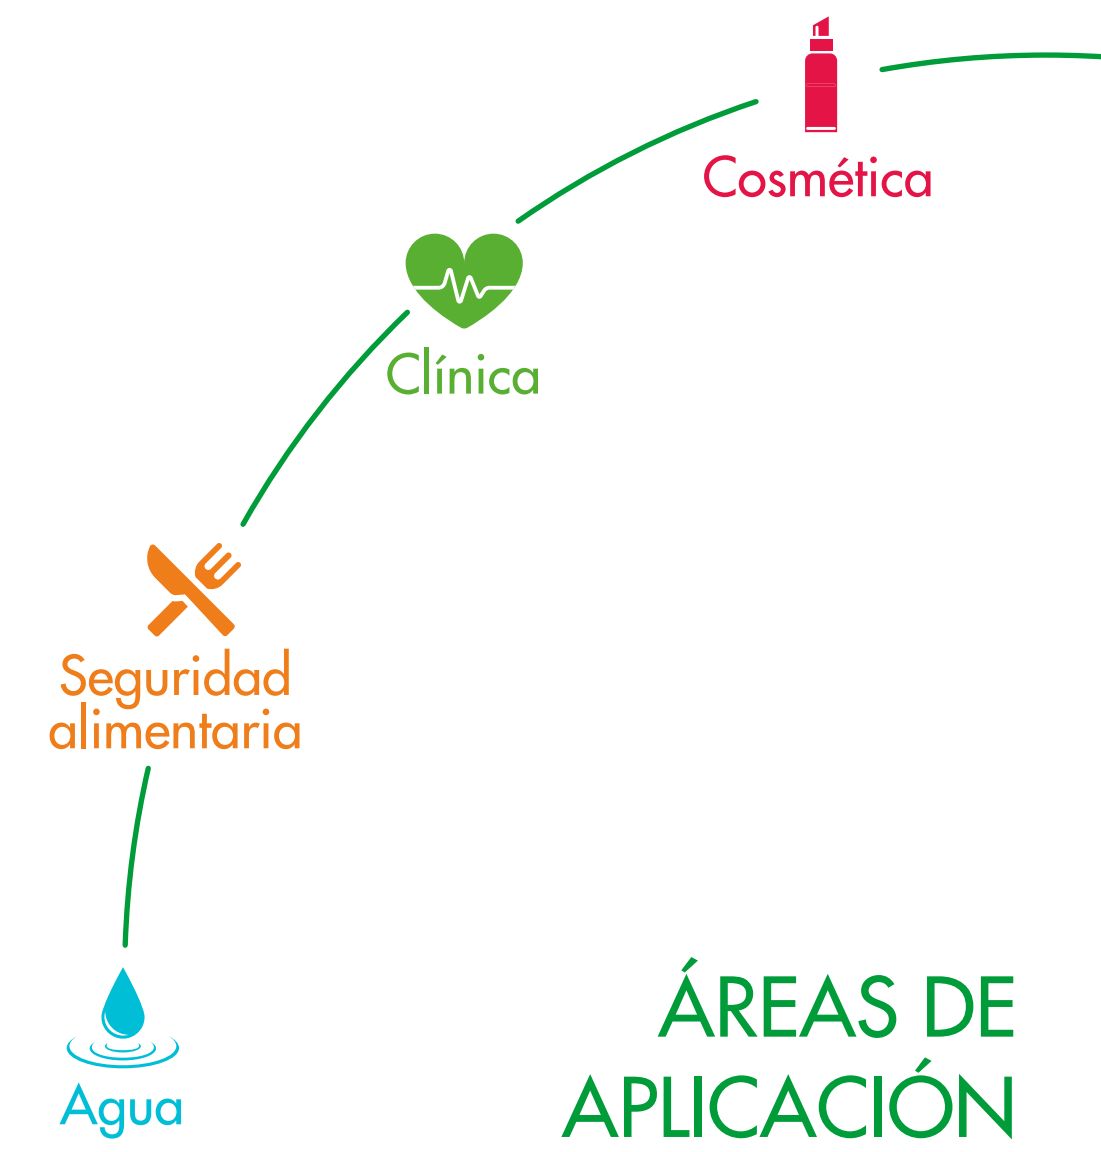 Cosmética
Clínica
Seguridad
alimentaria
Agua
ÁREAS DE
APLICACIÓN